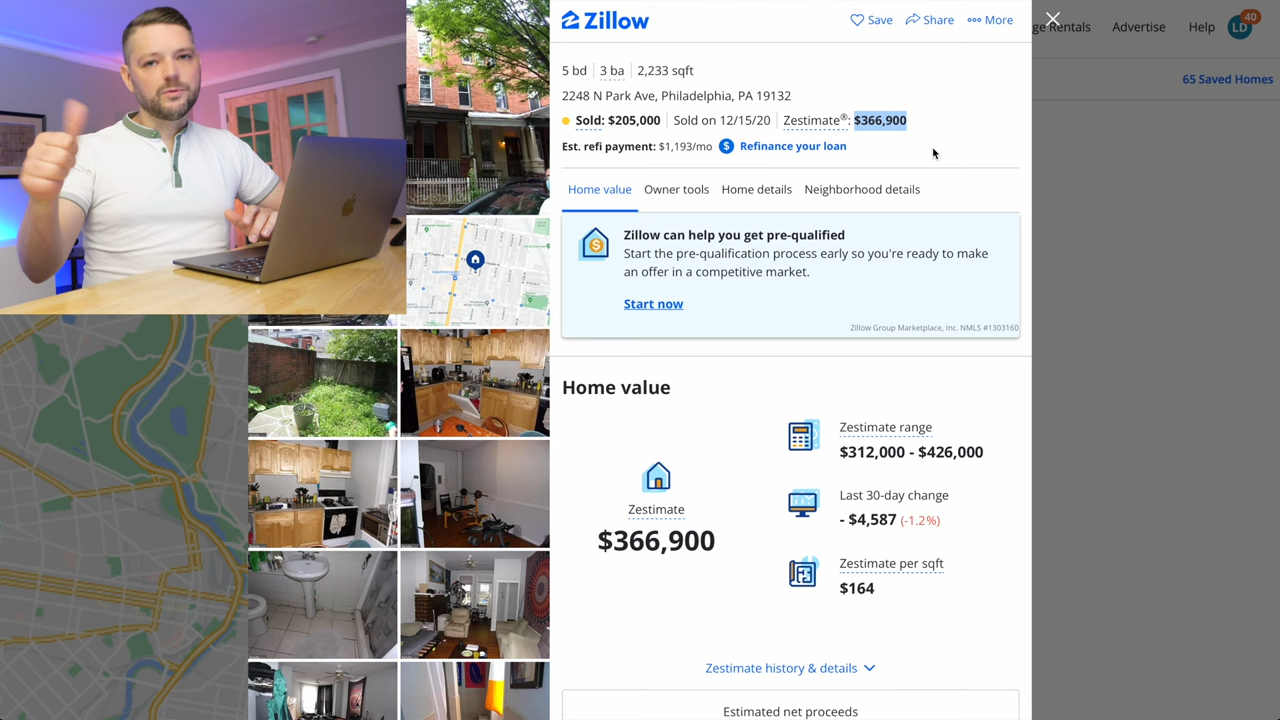 Zillow
Save
Share
More
ge Rentals
Advertise
Help
LD
40
65 Saved Homes
5 bd
3 ba
2,233 sqft
2248 N Park Ave, Philadelphia, PA 19132
Sold: $205,000
Sold on 12/15/20
Zestimate®: $366,900
Est. refi payment: $1,193/mo
$ Refinance your loan
Home value
Owner tools
Home details
Neighborhood details
Zillow can help you get pre-qualified
Start the pre-qualification process early so you're ready to make
an offer in a competitive market.
Start now
Zillow Group Marketplace, Inc. NMLS #1303160
Home value
Zestimate
$366,900
Zestimate range
$312,000 - $426,000
Last 30-day change
- $4,587 (-1.2%)
Zestimate per sqft
$164
Zestimate history & details
Estimated net proceeds